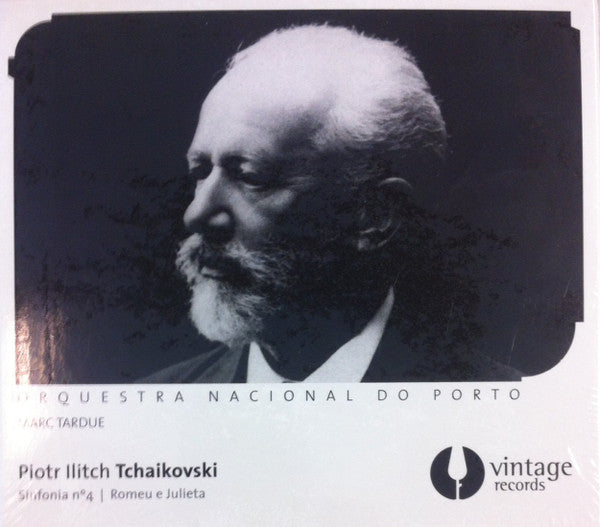 ORQUESTRA NACIONAL DO PORTO
MARC TARDUE
Piotr Ilitch Tchaikovski
Sinfonia nº4 | Romeu e Julieta
vintage
records